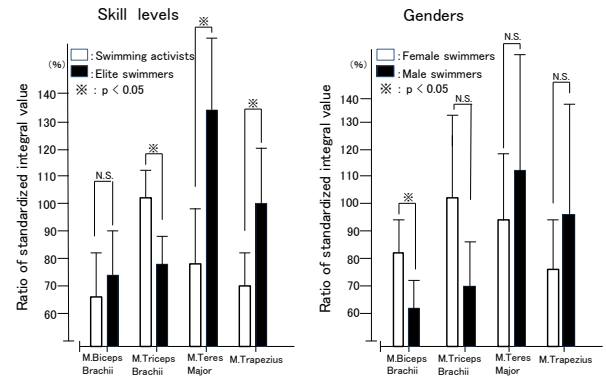 Skill levels
(%)
:Swimming activists
:Elite swimmers
※ : p < 0.05
Ratio of standardized integral value
140
130
120
110
100
90
80
70
60
N.S.
※
※
※
M.Biceps
Brachii
M.Triceps
Brachii
M.Teres
Major
M.Trapezius
Genders
(%)
:Female swimmers
:Male swimmers
※ : p < 0.05
Ratio of standardized integral value
140
130
120
110
100
90
80
70
60
※
N.S.
N.S.
N.S.
M.Biceps
Brachii
M.Triceps
Brachii
M.Teres
Major
M.Trapezius